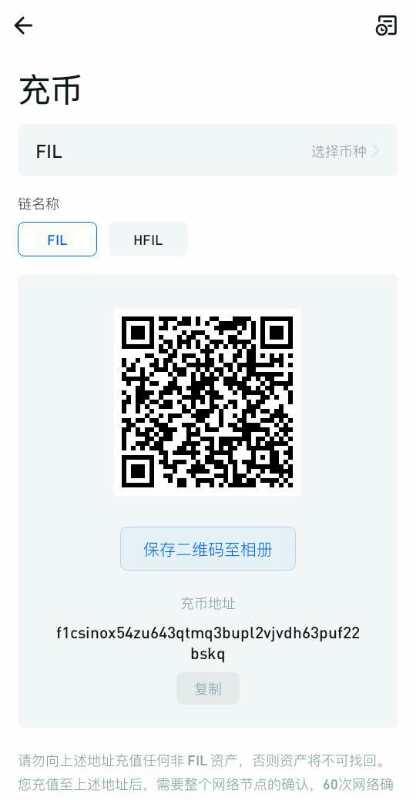 充币
FIL 选择币种
链名称
FIL HFIL
保存二维码至相册
充币地址
f1csinox54zu643qtmq3bupl2vjvdh63puf22
bskq
复制
请勿向上述地址充值任何非 FIL 资产，否则资产将不可找回。
您充值至上述地址后，需要整个网络节点的确认，60次网络确